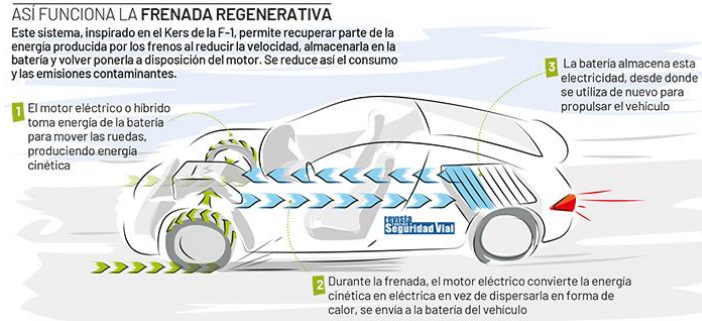 ASÍ FUNCIONA LA FRENADA REGENERATIVA
Este sistema, inspirado en el Kers de la F-1, permite recuperar parte de la
energía producida por los frenos al reducir la velocidad, almacenarla en la
batería y volver ponerla a disposición del motor. Se reduce así el consumo
y las emisiones contaminantes.
1 El motor eléctrico o híbrido
toma energía de la batería
para mover las ruedas,
produciendo energía
cinética
3 La batería almacena esta
electricidad, desde donde
se utiliza de nuevo para
propulsar el vehículo
revista
Seguridad Vial
2 Durante la frenada, el motor eléctrico convierte la energía
cinética en eléctrica en vez de dispersarla en forma de
calor, se envía a la batería del vehículo